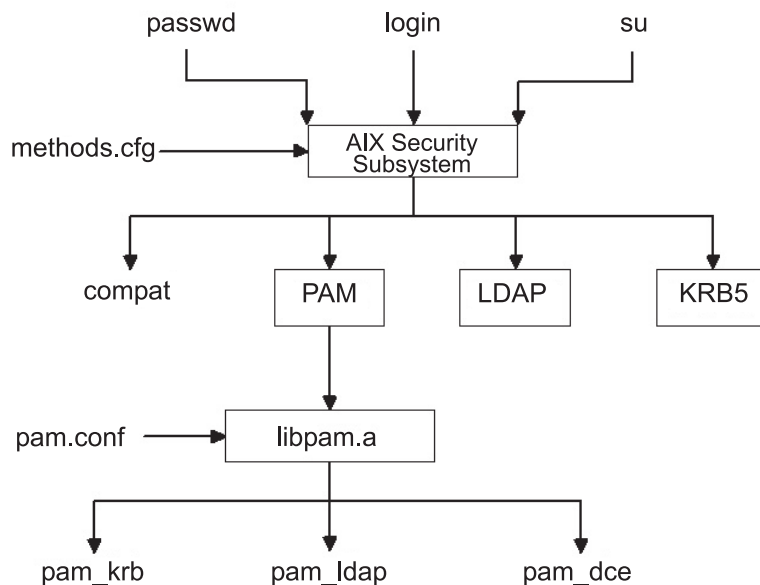 passwd
login
su
methods.cfg
AIX Security
Subsystem
compat
PAM
LDAP
KRB5
pam.conf
libpam.a
pam_krb
pam_ldap
pam_dce